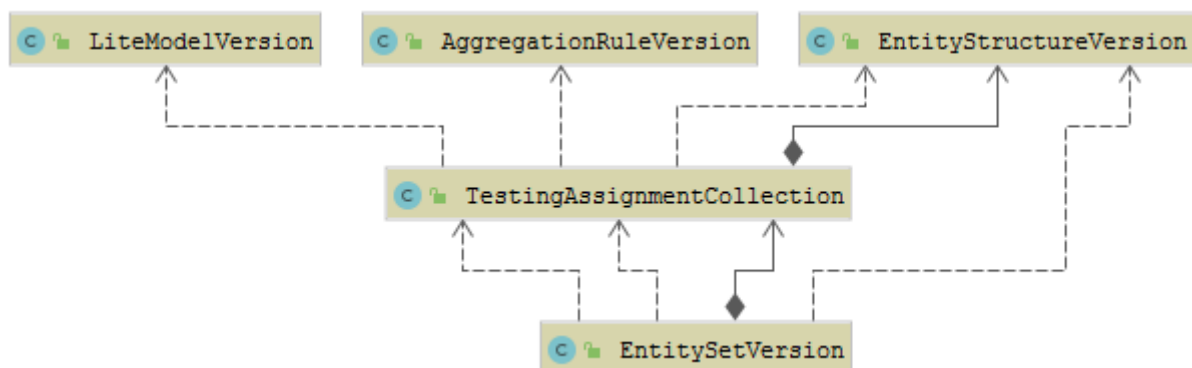 C LiteModelVersion
C AggregationRuleVersion
C EntityStructureVersion
C TestingAssignmentCollection
C EntitySetVersion